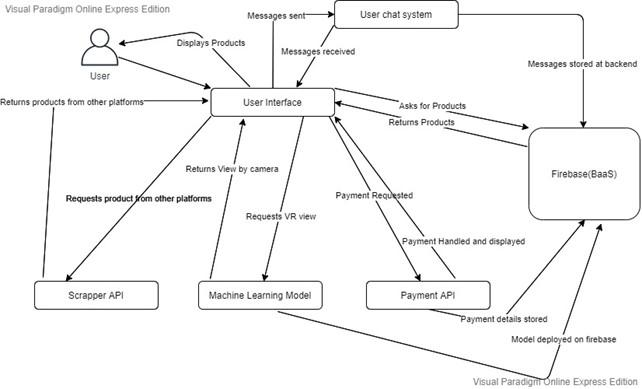 Visual Paradigm Online Express Edition
User chat system
Messages sent
Displays Products
Messages received
Messages stored at backend
User
Returns products from other platforms
User Interface
Asks for Products
Returns Products
Firebase(BaaS)
Returns View by camera
Requests product from other platforms
Payment Requested
Requests VR view
Payment Handled and displayed
Scrapper API
Machine Learning Model
Payment API
Payment details stored
Model deployed on firebase
Visual Paradigm Online Express Edition